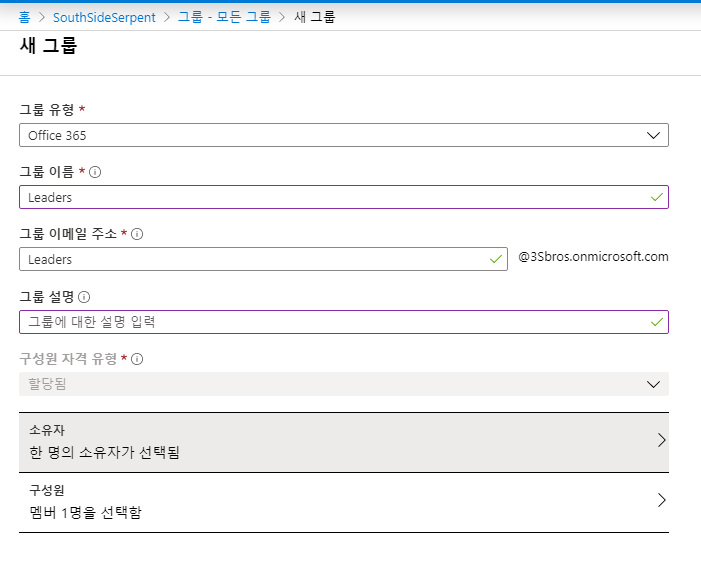 홈 > SouthSideSerpent > 그룹 - 모든 그룹 > 새 그룹
새 그룹
그룹 유형 *
Office 365
그룹 이름 *
Leaders
그룹 이메일 주소 *
Leaders @3Sbros.onmicrosoft.com
그룹 설명
그룹에 대한 설명 입력
구성원 자격 유형 *
할당됨
소유자
한 명의 소유자가 선택됨
구성원
멤버 1명을 선택함